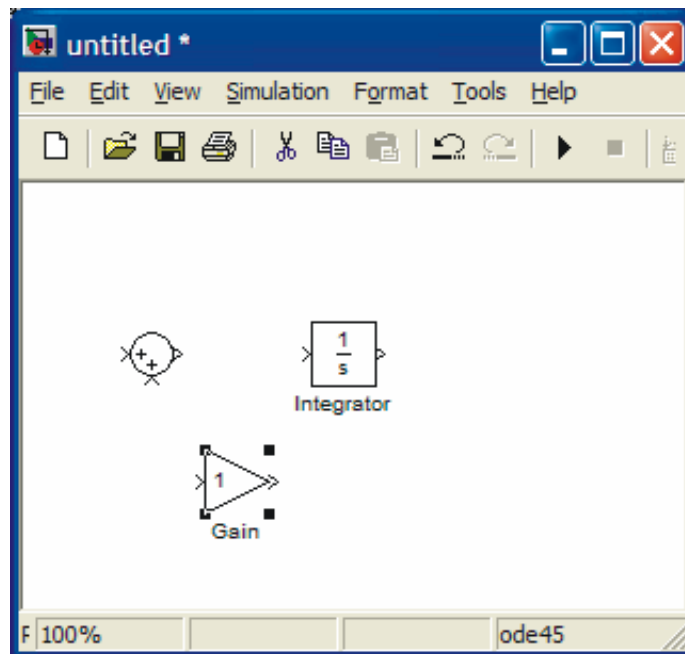 untitled *
File Edit View Simulation Format Tools Help
+
+
1
s
Integrator
1
Gain
F 100% ode45